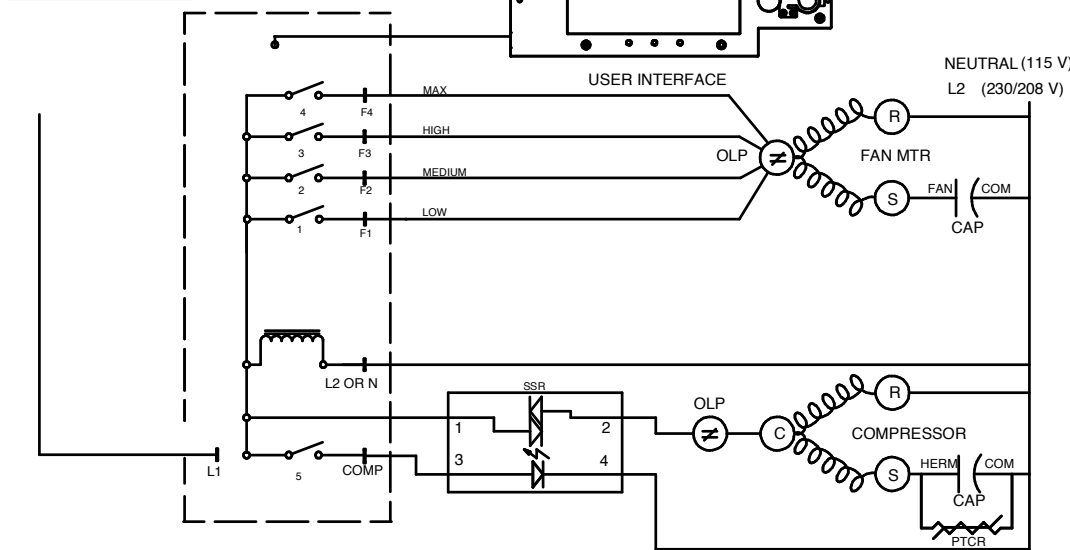 NEUTRAL (115 V)
L2 (230/208 V)
USER INTERFACE
MAX
4
F4
HIGH
3
F3
MEDIUM
2
F2
LOW
1
F1
OLP
R
FAN MTR
S
FAN
COM
CAP
L2 OR N
SSR
1
2
3
4
OLP
C
R
COMPRESSOR
S
HERM
COM
CAP
PTCR
L1
5
COMP